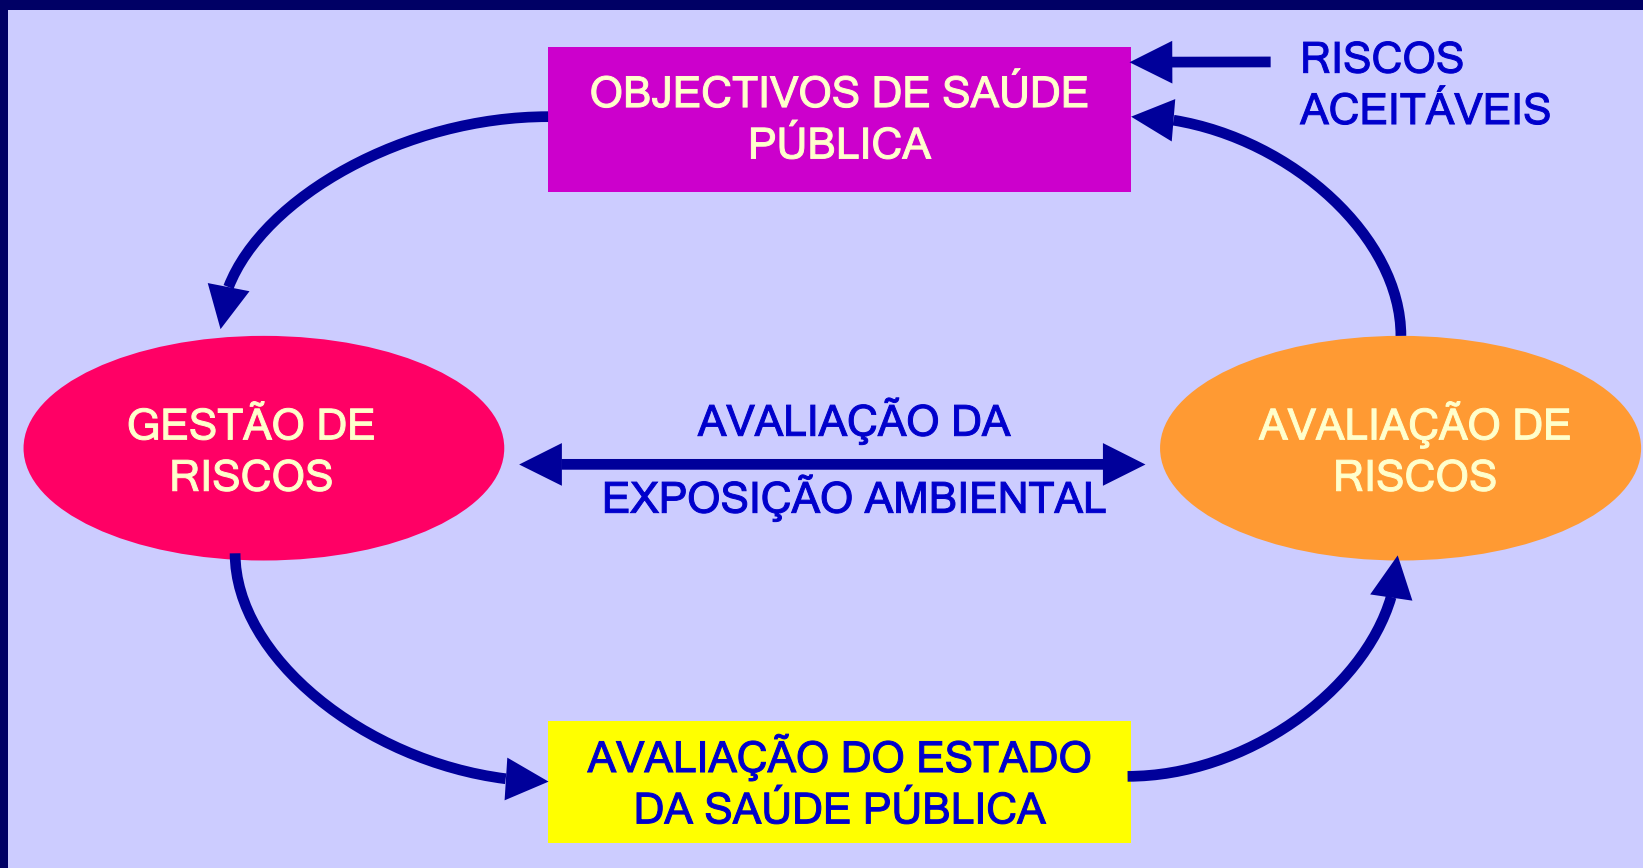 OBJECTIVOS DE SAÚDE
PÚBLICA
RISCOS
ACEITÁVEIS
GESTÃO DE
RISCOS
AVALIAÇÃO DA
EXPOSIÇÃO AMBIENTAL
AVALIAÇÃO DE
RISCOS
AVALIAÇÃO DO ESTADO
DA SAÚDE PÚBLICA